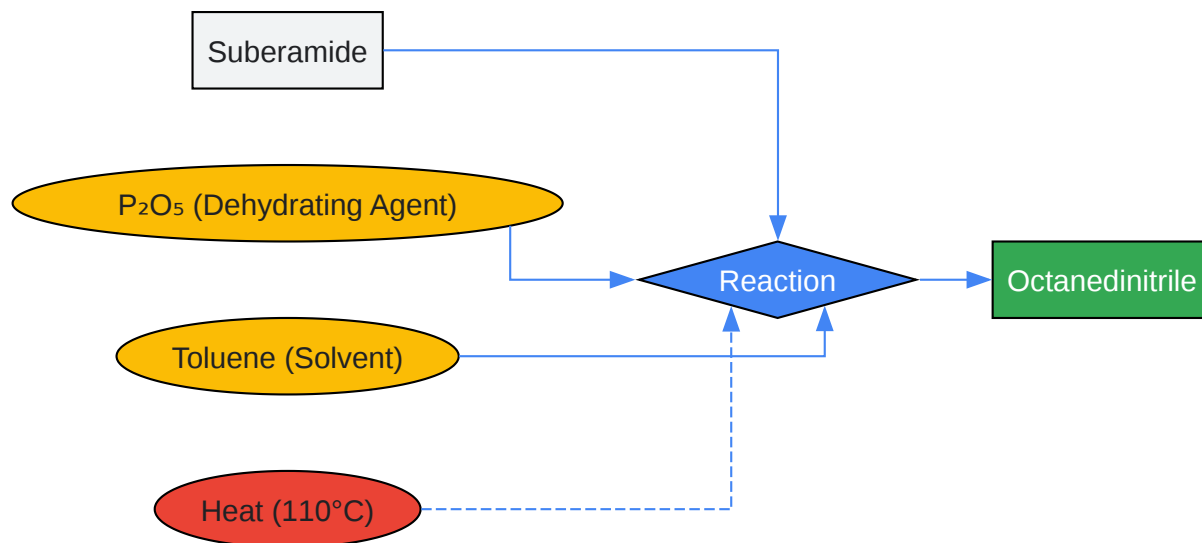 Suberamide
P₂O₅ (Dehydrating Agent)
Reaction
Octanedinitrile
Toluene (Solvent)
Heat (110°C)